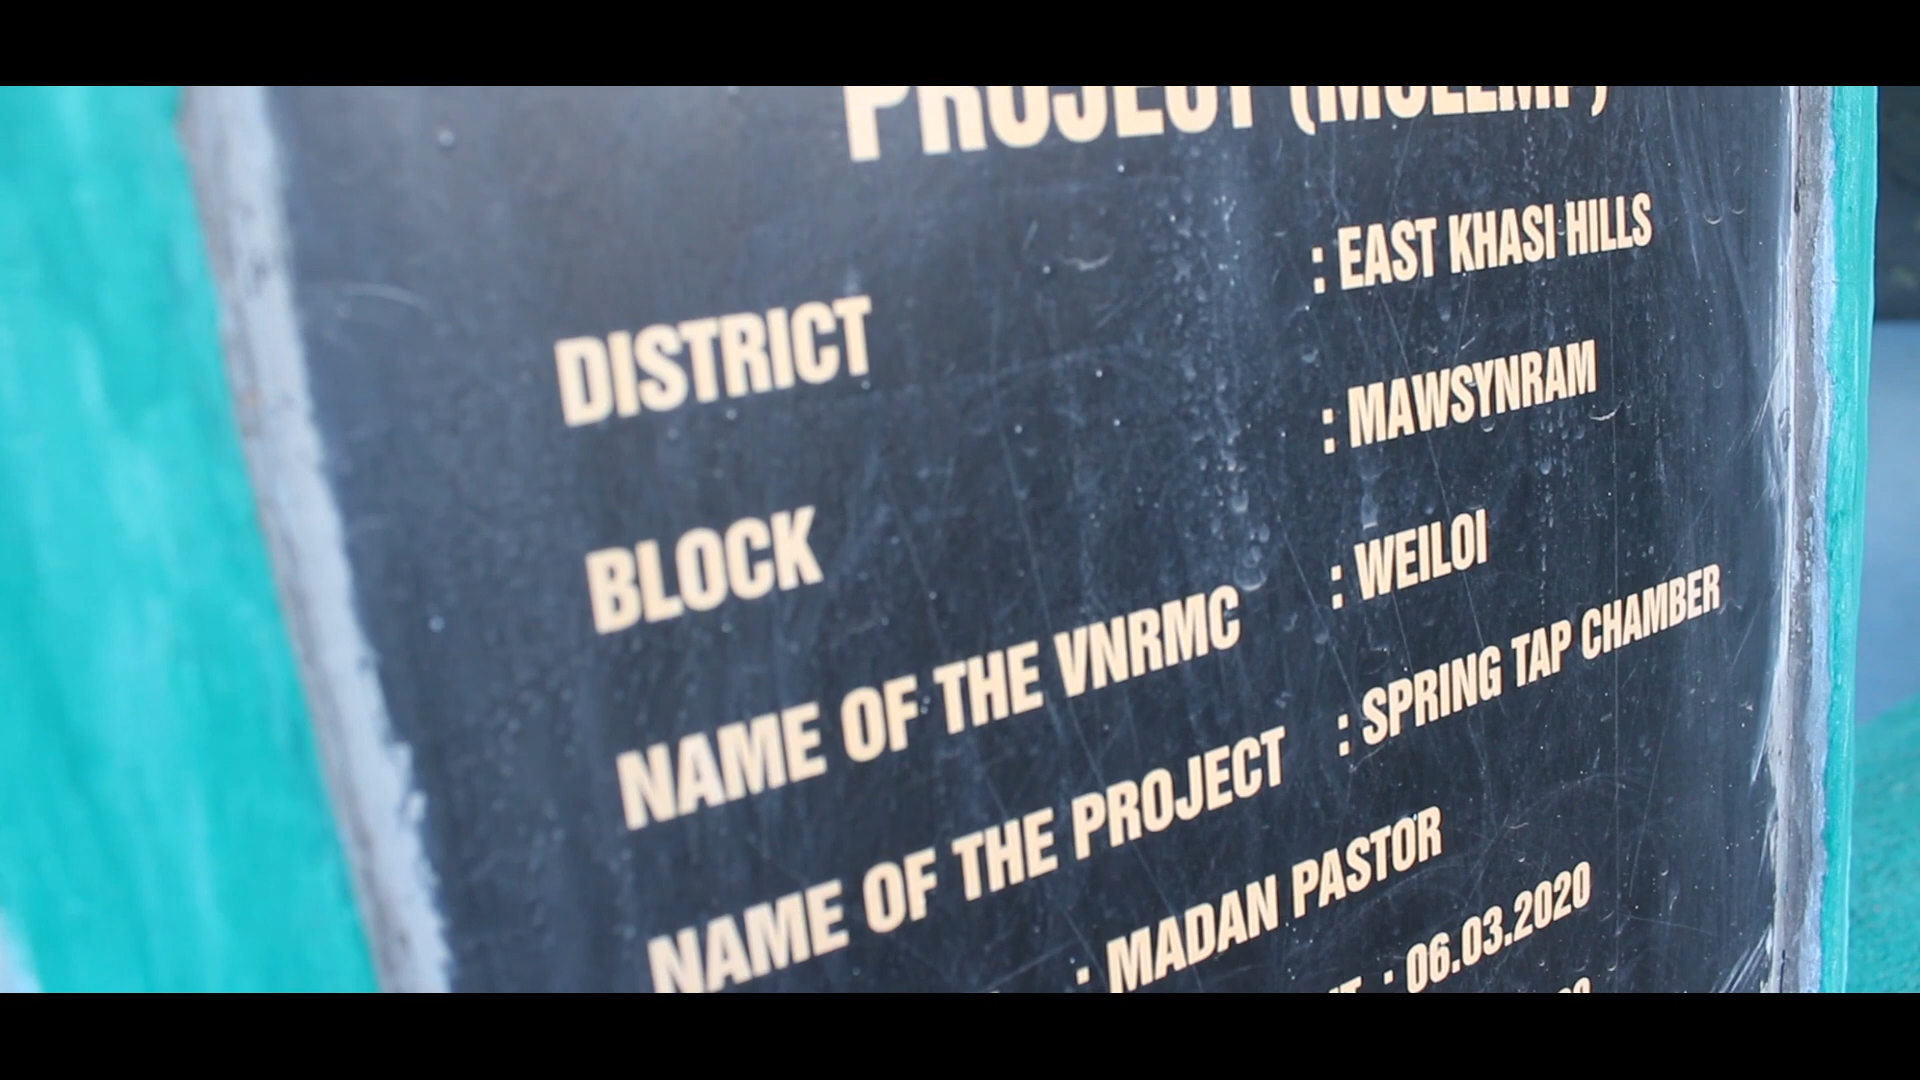 PROJECT (MCLLMP)
DISTRICT : EAST KHASI HILLS
BLOCK : MAWSYNRAM
NAME OF THE VNRMC : WEILOI
NAME OF THE PROJECT : SPRING TAP CHAMBER
: MADAN PASTOR
: 06.03.2020